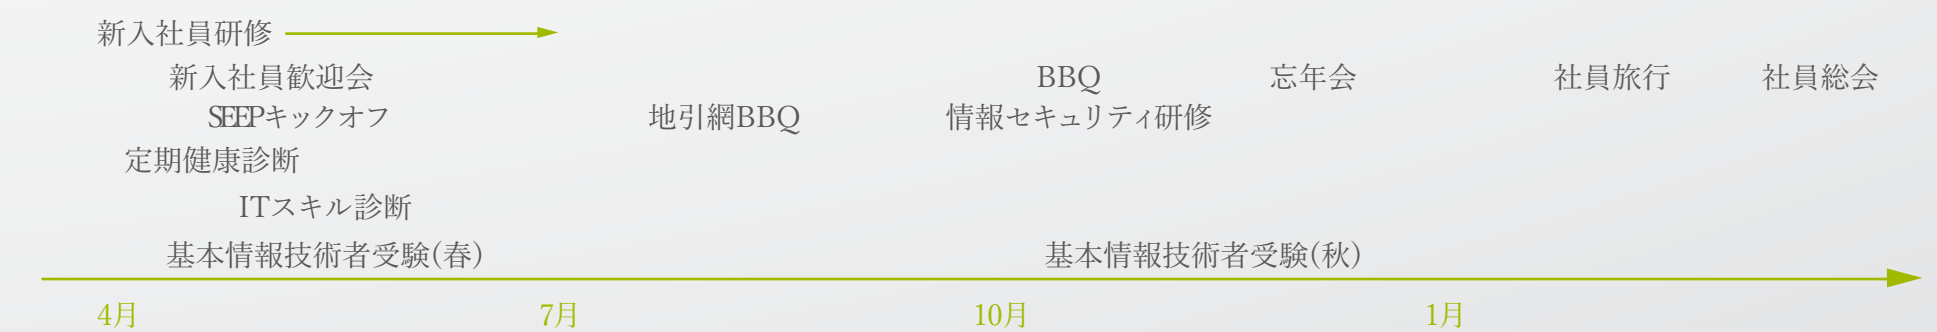 新入社員研修
新入社員歓迎会 BBQ 忘年会 社員旅行 社員総会
SEEPキックオフ 地引網BBQ 情報セキュリティ研修
定期健康診断
ITスキル診断
基本情報技術者受験(春) 基本情報技術者受験(秋)
4月 7月 10月 1月